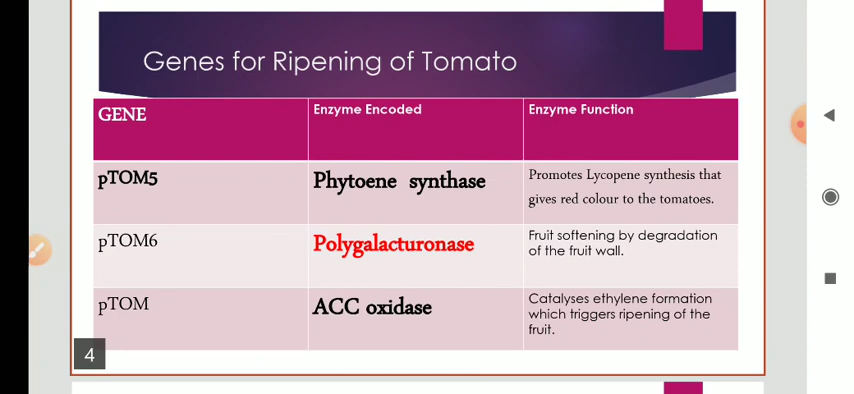 Genes for Ripening of Tomato
GENE
Enzyme Encoded
Enzyme Function
pTOM5
Phytoene synthase
Promotes Lycopene synthesis that
gives red colour to the tomatoes.
pTOM6
Polygalacturonase
Fruit softening by degradation
of the fruit wall.
pTOM
ACC oxidase
Catalyses ethylene formation
which triggers ripening of the
fruit.
4